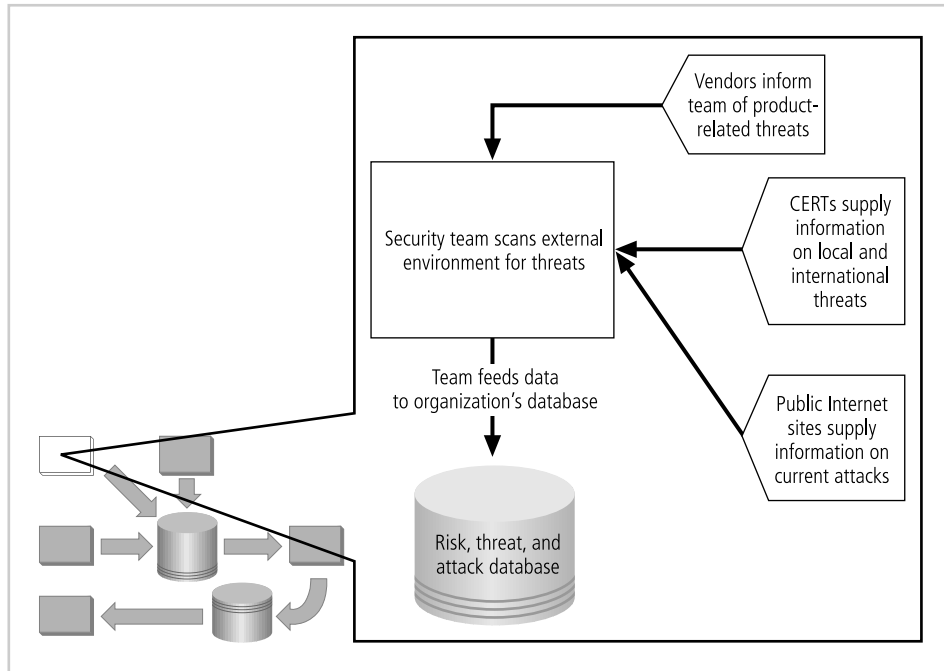 Vendors inform
team of product-
related threats
Security team scans external
environment for threats
CERTs supply
information
on local and
international
threats
Team feeds data
to organization's database
Public Internet
sites supply
information on
current attacks
Risk, threat, and
attack database